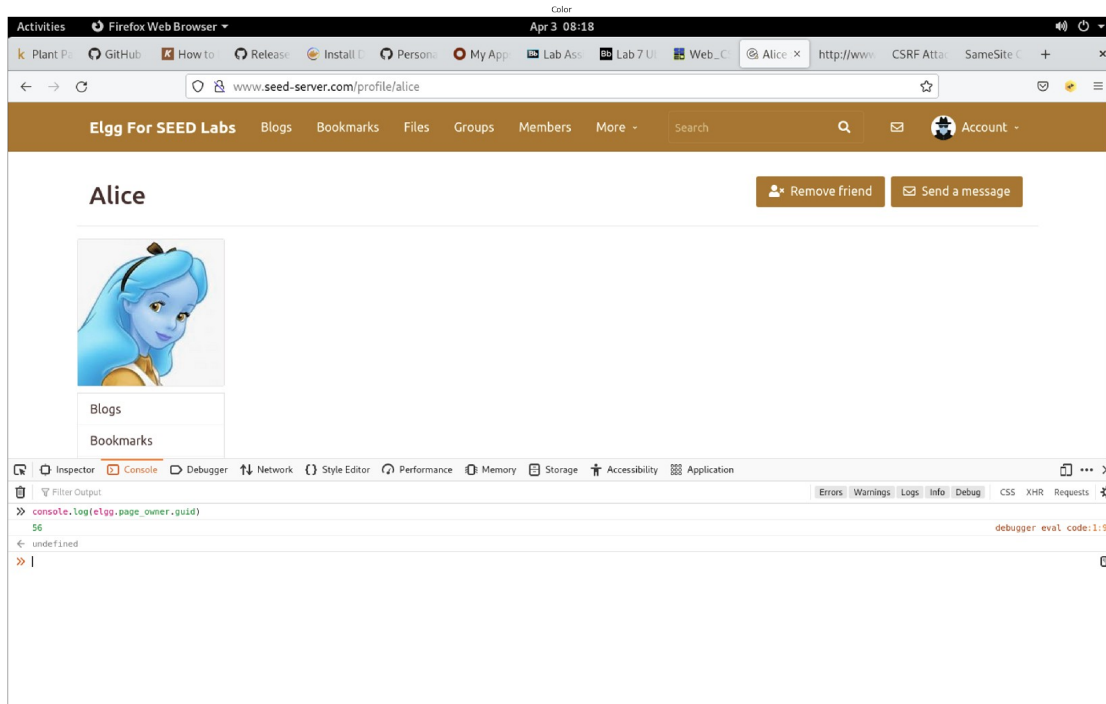 Color
Activities Firefox Web Browser Apr 3 08:18
Plant Pa GitHub How to Release Install D Persona My App Lab Ass Lab 7 U Web_C Alice http://www CSRF Attac SameSite C
www.seed-server.com/profile/alice
Elgg For SEED Labs Blogs Bookmarks Files Groups Members More Search Account
Alice Remove friend Send a message
Blogs
Bookmarks
Inspector Console Debugger Network {} Style Editor Performance Memory Storage Accessibility Application
Filter Output Errors Warnings Logs Info Debug CSS XHR Requests
console.log(elgg.page_owner.guid)
56 debugger eval code:1:9
undefined